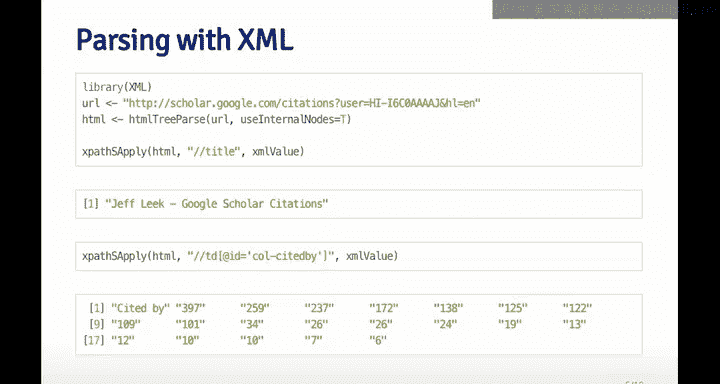 Parsing with XML
library(XML)
url <- "http://scholar.google.com/citations?user=HI-I6C0AAAAJ&hl=en"
html <- htmlTreeParse(url, useInternalNodes=T)
xpathSApply(html, "//title", xmlValue)
[1] "Jeff Leek - Google Scholar Citations"
xpathSApply(html, "//td[@id='col-citedby']", xmlValue)
[1] "Cited by" "397" "259" "237" "172" "138" "125" "122"
[9] "109" "101" "34" "26" "26" "24" "19" "13"
[17] "12" "10" "10" "7" "6"